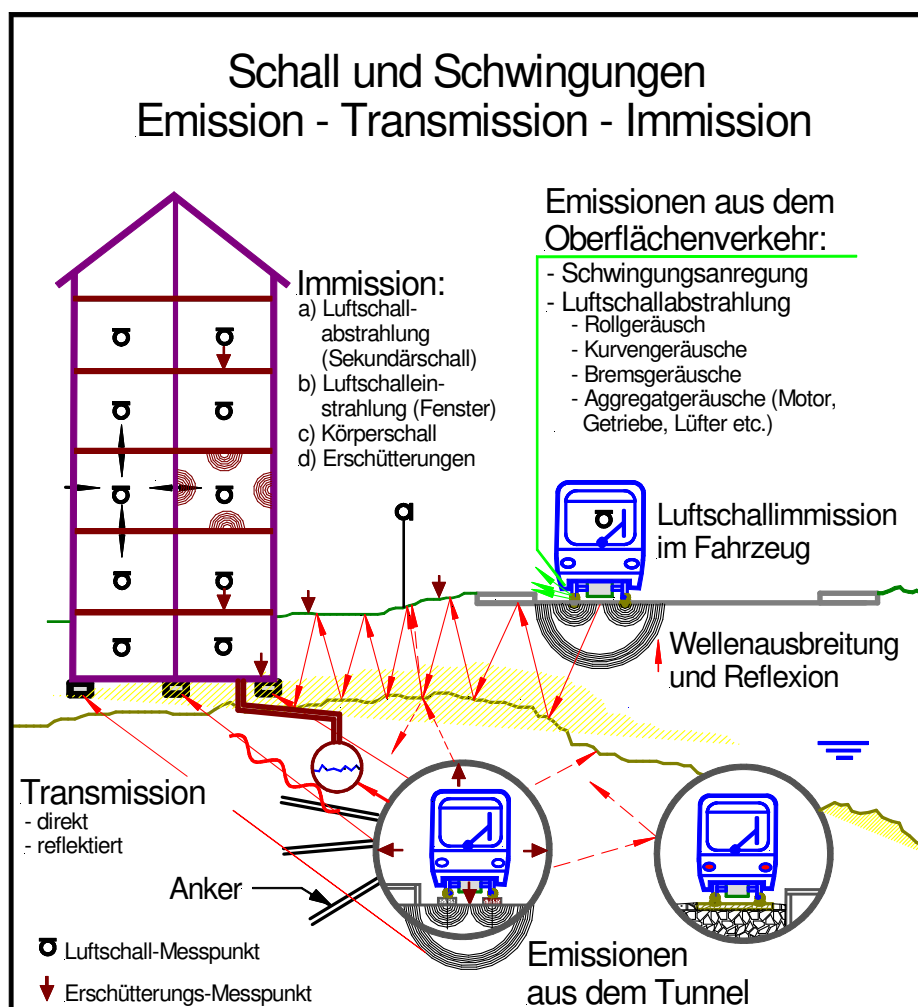 Schall und Schwingungen
Emission - Transmission - Immission
Emissionen aus dem
Oberflächenverkehr:
- Schwingungsanregung
- Luftschallabstrahlung
- Rollgeräusch
- Kurvengeräusche
- Bremsgeräusche
- Aggregatgeräusche (Motor,
Getriebe, Lüfter etc.)
Immission:
a) Luftschall-
abstrahlung
(Sekundärschall)
b) Luftschallein-
strahlung (Fenster)
c) Körperschall
d) Erschütterungen
Luftschallimmission
im Fahrzeug
Wellenausbreitung
und Reflexion
Transmission
- direkt
- reflektiert
Anker
Luftschall-Messpunkt
Erschütterungs-Messpunkt
Emissionen
aus dem Tunnel